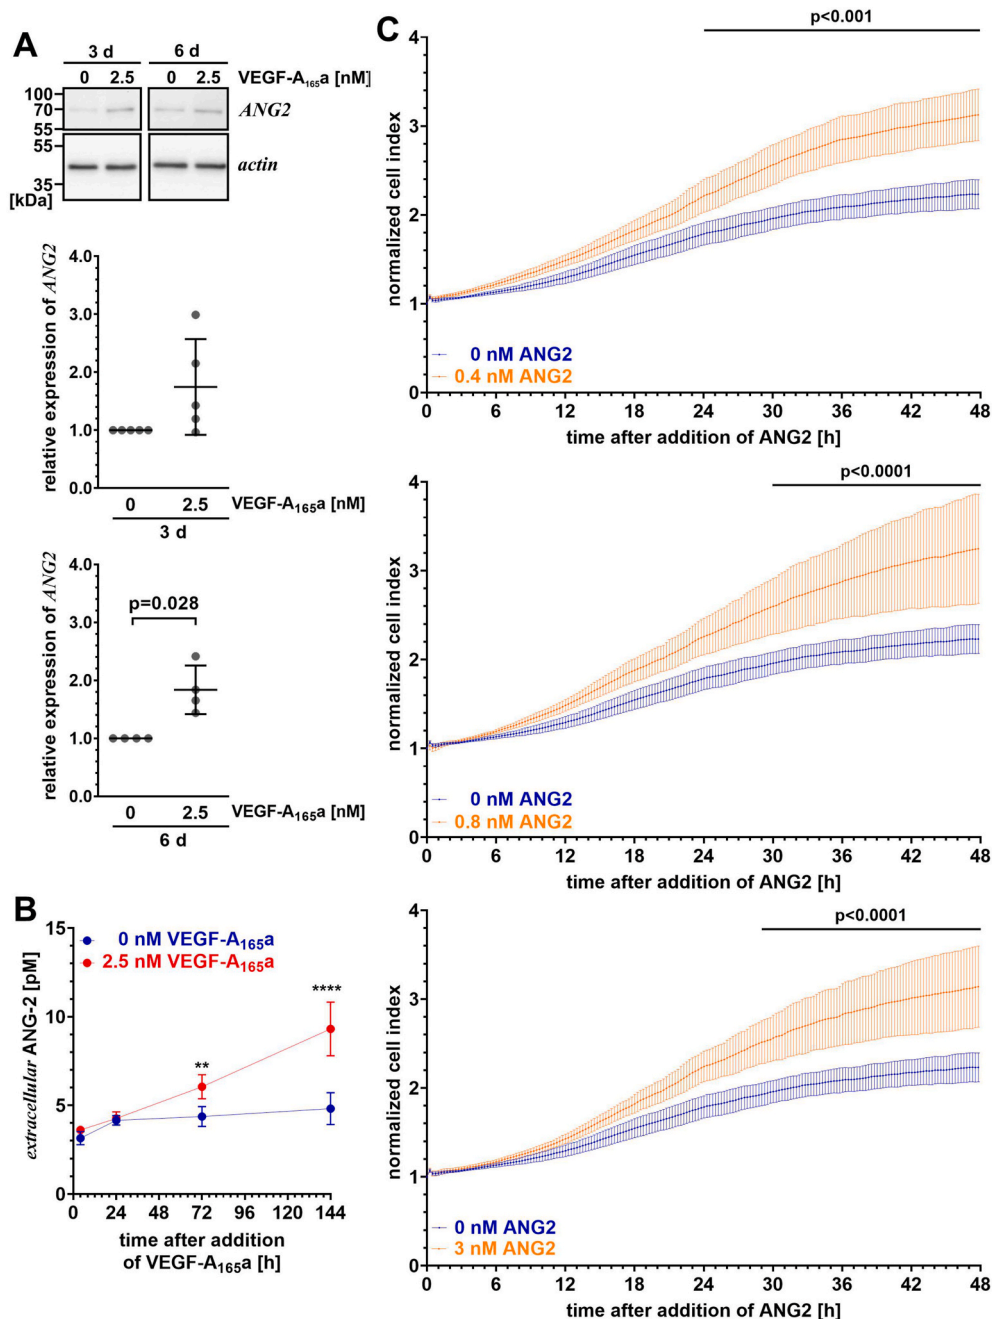 A
3 d 6 d
0 2.5 0 2.5 VEGF-A165a [nM]
100
70
55
ANG2
55
35
actin
[kDa]
relative expression of ANG2
4.0
3.0
2.0
1.0
0.0
0 2.5 VEGF-A165a [nM]
3 d
relative expression of ANG2
4.0
3.0
2.0
1.0
0.0
p=0.028
0 2.5 VEGF-A165a [nM]
6 d
B
extracellular ANG-2 [pM]
15
10
5
0
0 nM VEGF-A165a
2.5 nM VEGF-A165a
**
****
0 24 48 72 96 120 144
time after addition
of VEGF-A165a [h]
C
p<0.001
normalized cell index
4
3
2
1
0
0 nM ANG2
0.4 nM ANG2
0 6 12 18 24 30 36 42 48
time after addition of ANG2 [h]
p<0.0001
normalized cell index
4
3
2
1
0
0 nM ANG2
0.8 nM ANG2
0 6 12 18 24 30 36 42 48
time after addition of ANG2 [h]
p<0.0001
normalized cell index
4
3
2
1
0
0 nM ANG2
3 nM ANG2
0 6 12 18 24 30 36 42 48
time after addition of ANG2 [h]